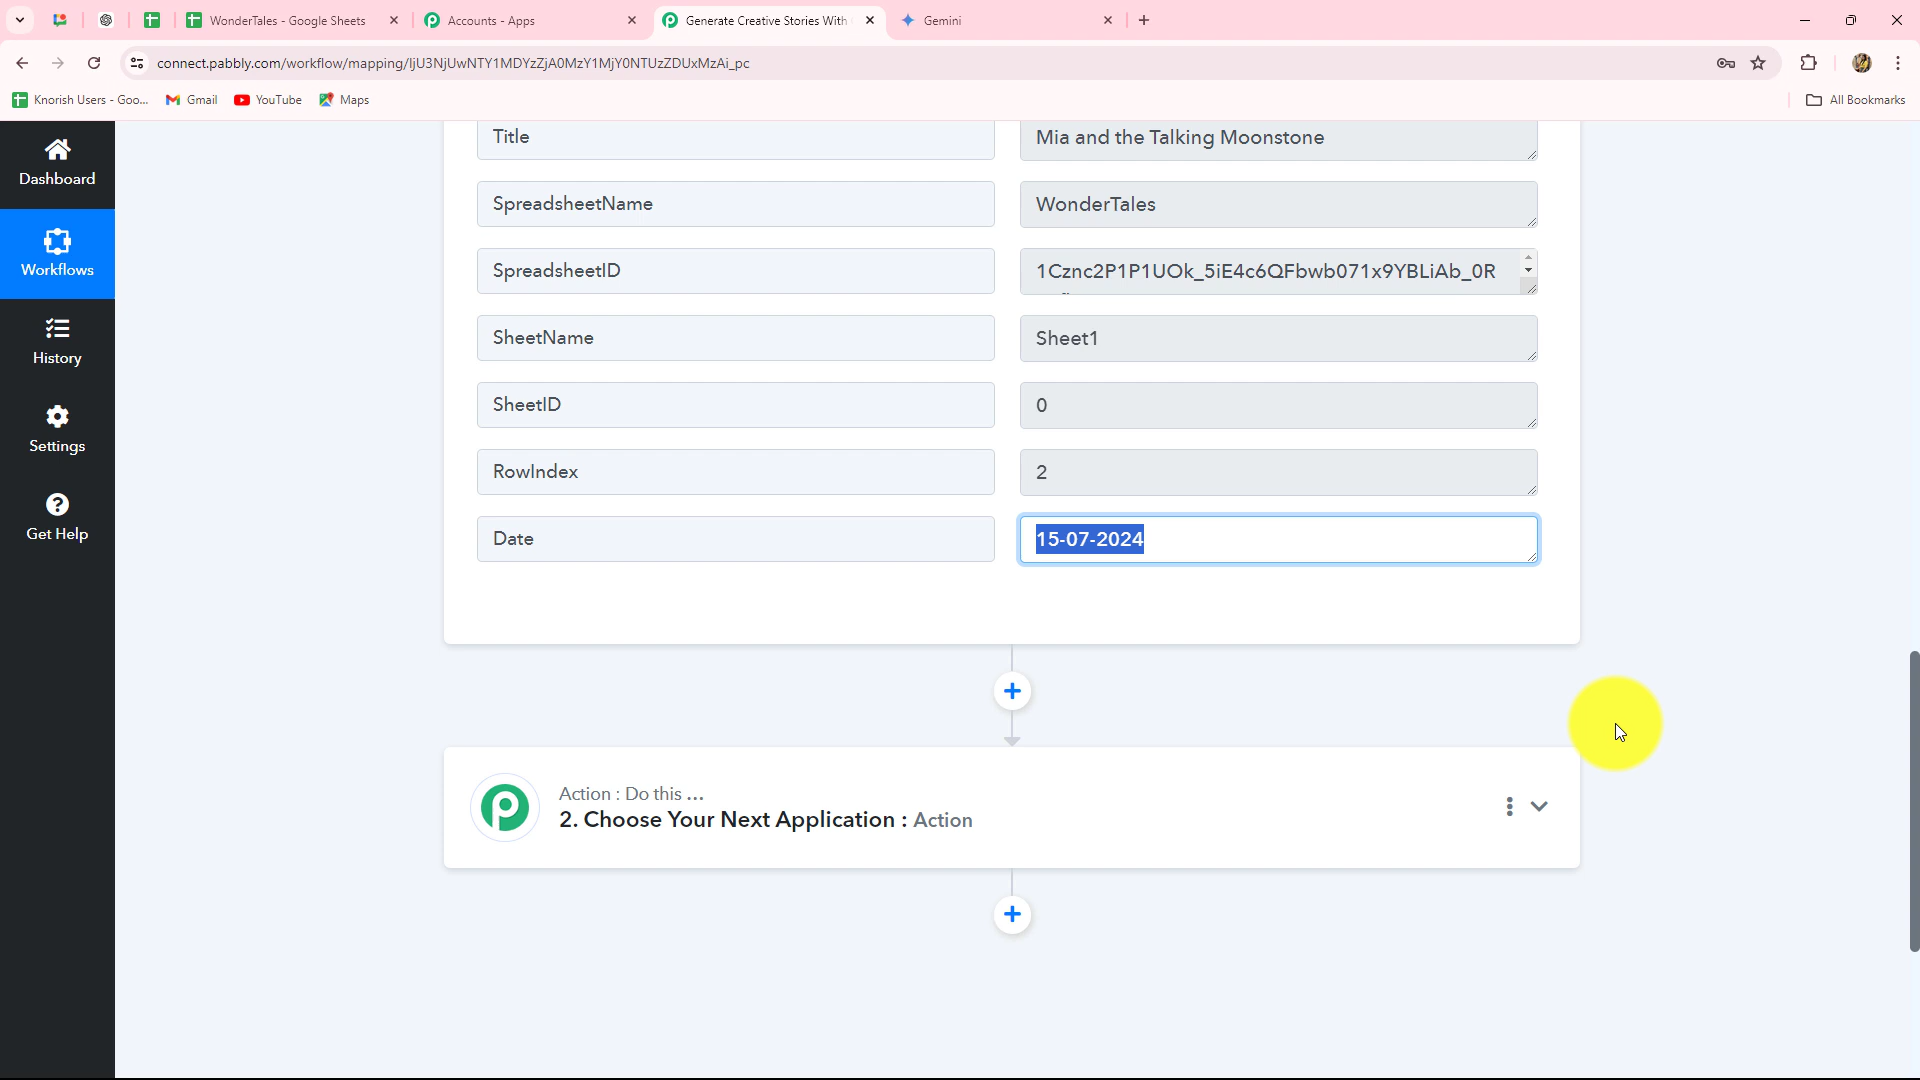 WonderTales - Google Sheets
Accounts - Apps
Generate Creative Stories With
Gemini
connect.pabbly.com/workflow/mapping/IjU3NjUwNTY1MDYzZjA0MzY1MjY0NTUzZDUxMzAi_pc
Knorish Users - Goo...
Gmail
YouTube
Maps
All Bookmarks
Dashboard
Workflows
History
Settings
Get Help
Title
Mia and the Talking Moonstone
SpreadsheetName
WonderTales
SpreadsheetID
1Cznc2P1P1UOk_5iE4c6QFbwb071x9YBLiAb_0R
SheetName
Sheet1
SheetID
0
RowIndex
2
Date
15-07-2024
Action : Do this ...
2. Choose Your Next Application : Action